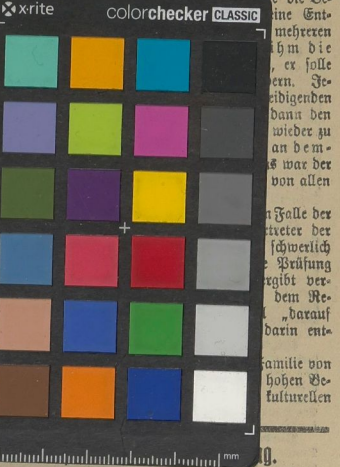 x-rite colorchecker CLASSIC
eine Ent-
mehreren
ihm die
, er solle
ern. Je-
eidigenden
dann den
wieder zu
an dem-
s war der
von allen
n Falle der
treter der
schwerlich
e Prüfung
ergibt ver-
dem Re-
„darauf
darin ent-
Familie von
hohen Be-
kulturellen
mm
g.